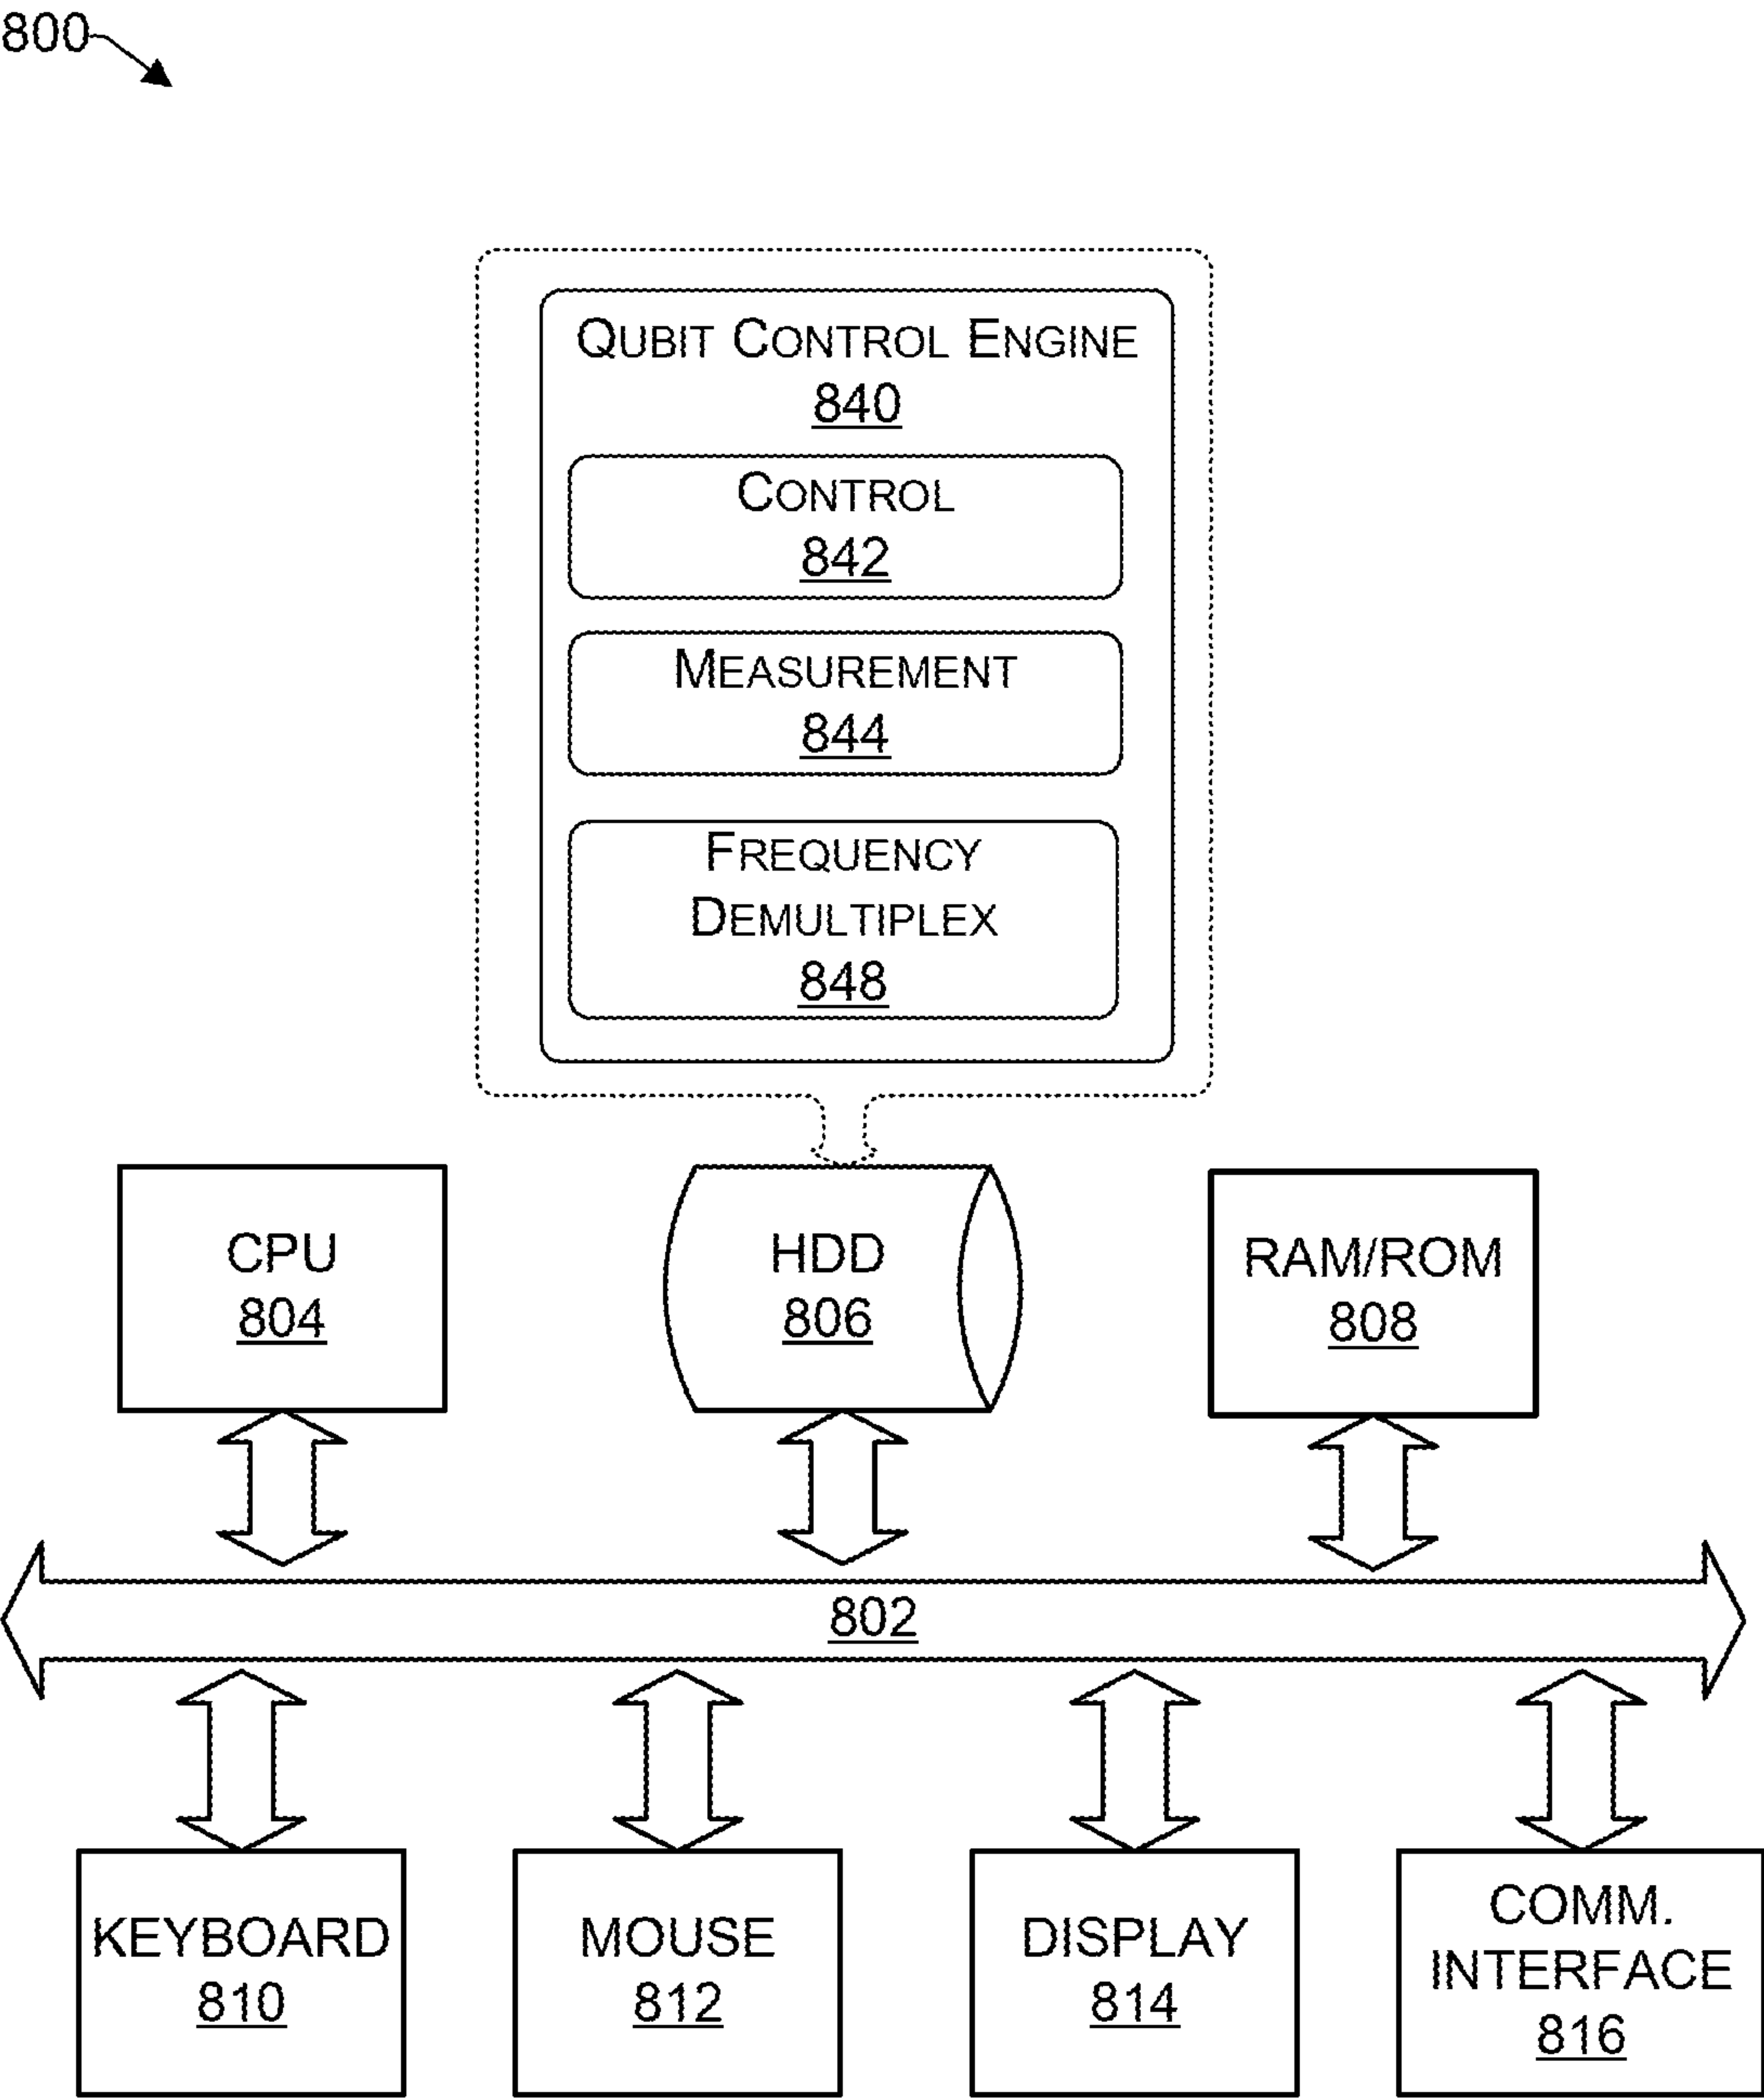 800
QUBIT CONTROL ENGINE
840
CONTROL
842
MEASUREMENT
844
FREQUENCY
DEMULTIPLEX
848
CPU
804
HDD
806
RAM/ROM
808
802
KEYBOARD
810
MOUSE
812
DISPLAY
814
COMM.
INTERFACE
816